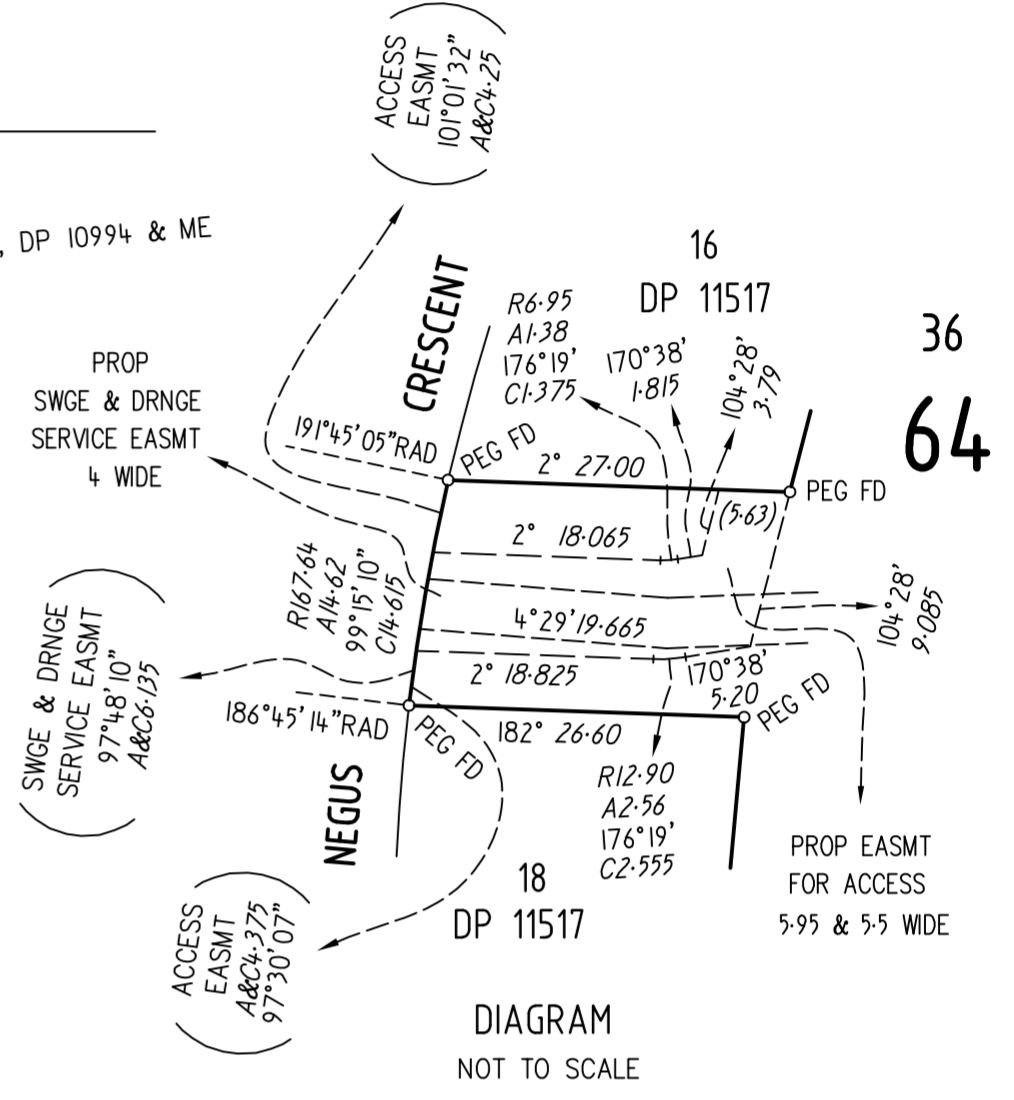 ACCESS
EASMT
101°01'32"
A&C4·25
, DP 10994 & ME
16
DP 11517
36
64
CRESCENT
R6·95
A1·38
176°19'
C1·375
170°38'
1·815
104°28'
3·79
PROP
SWGE & DRNGE
SERVICE EASMT
4 WIDE
191°45'05"RAD
PEG FD
2° 27·00
PEG FD
(5·63)
2° 18·065
R167·64
A14·62
99°15'10"
C14·615
4°29' 19·665
104°28'
9·085
SWGE & DRNGE
SERVICE EASMT
97°48'10"
A&C6·135
2° 18·825
170°38'
5·20
PEG FD
186°45'14"RAD
PEG FD
182° 26·60
NEGUS
R12·90
A2·56
176°19'
C2·555
PROP EASMT
FOR ACCESS
5·95 & 5·5 WIDE
18
DP 11517
ACCESS
EASMT
A&C4·375
97°30'07"
DIAGRAM
NOT TO SCALE